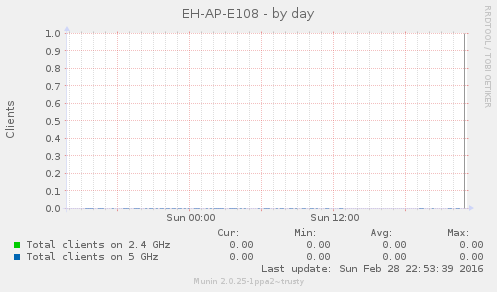 EH-AP-E108 - by day
RRDTOOL / TOBI OETIKER
Clients
1.0
0.9
0.8
0.7
0.6
0.5
0.4
0.3
0.2
0.1
0.0
Sun 00:00 Sun 12:00
Cur: Min: Avg: Max:
Total clients on 2.4 GHz 0.00 0.00 0.00 0.00
Total clients on 5 GHz 0.00 0.00 0.00 0.00
Last update: Sun Feb 28 22:53:39 2016
Munin 2.0.25-1ppa2~trusty